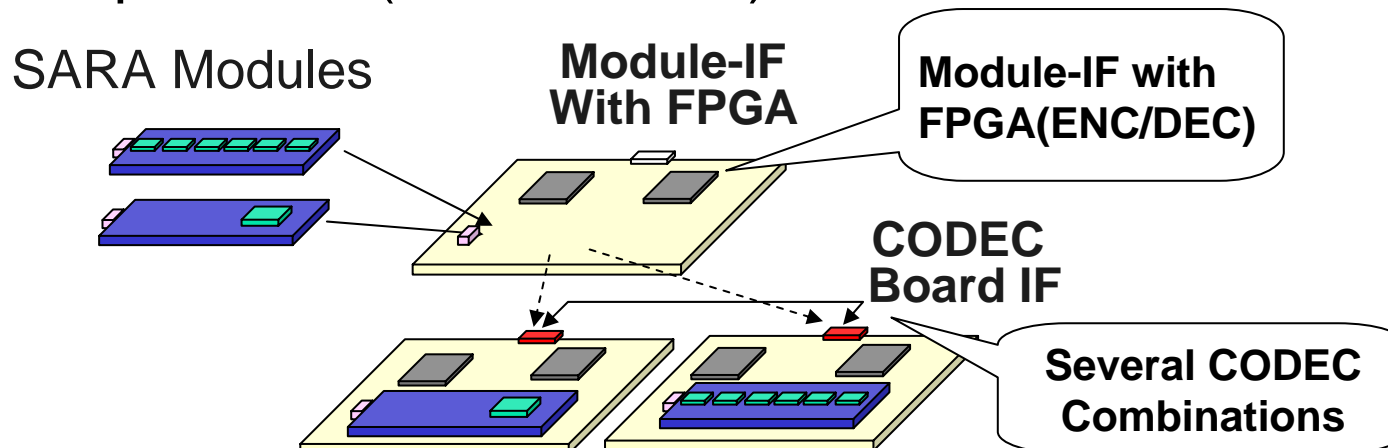 SARA Modules
Module-IF
With FPGA
Module-IF with
FPGA(ENC/DEC)
CODEC
Board IF
Several CODEC
Combinations